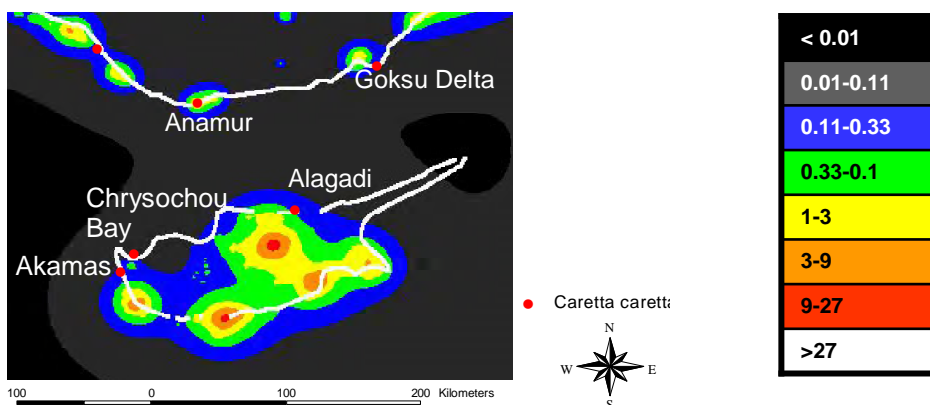 Goksu Delta
Anamur
Alagadi
Chrysochou
Bay
Akamas
100 0 100 200 Kilometers
Caretta caretta
N
W E
S
< 0.01
0.01-0.11
0.11-0.33
0.33-0.1
1-3
3-9
9-27
>27